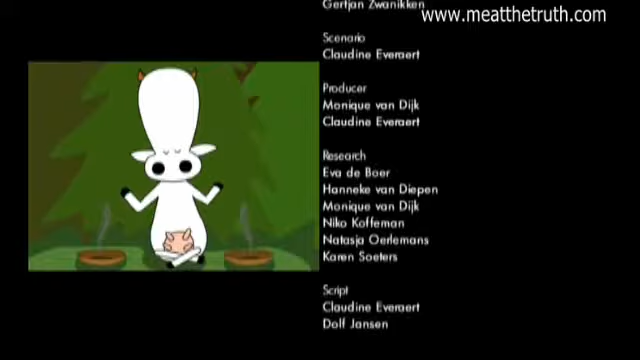 Gertjan Zwanikken
www.meatthetruth.com
Scenario
Claudine Everaert
Producer
Monique van Dijk
Claudine Everaert
Research
Eva de Boer
Hanneke van Diepen
Monique van Dijk
Niko Koffeman
Natasja Oerlemans
Karen Soeters
Script
Claudine Everaert
Dolf Jansen